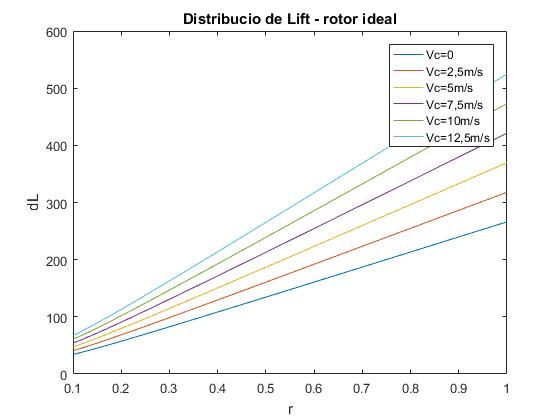 Distribucio de Lift - rotor ideal
600
500
400
300
200
100
0
dL
Vc=0
Vc=2,5m/s
Vc=5m/s
Vc=7,5m/s
Vc=10m/s
Vc=12,5m/s
0.1 0.2 0.3 0.4 0.5 0.6 0.7 0.8 0.9 1
r